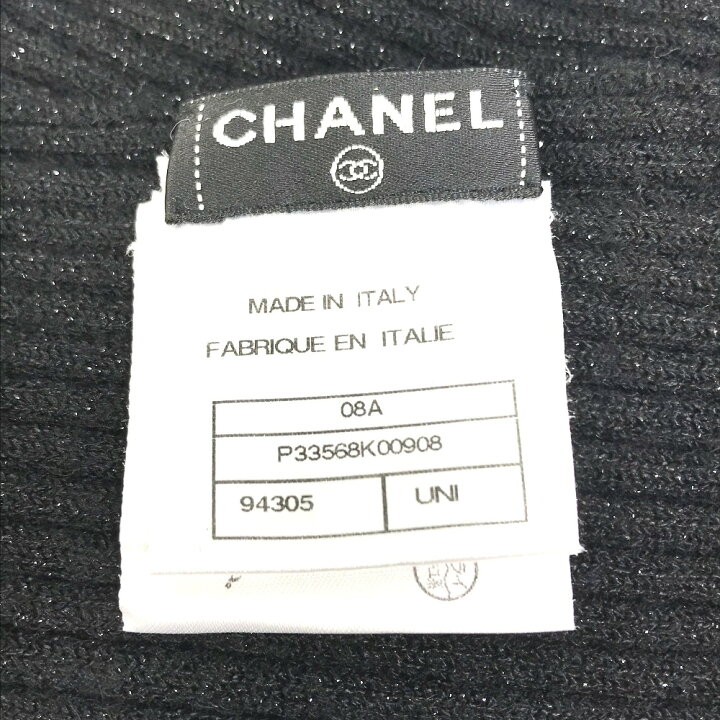 CHANEL
MADE IN ITALY
FABRIQUE EN ITALIE
08A
P33568K00908
94305 UNI